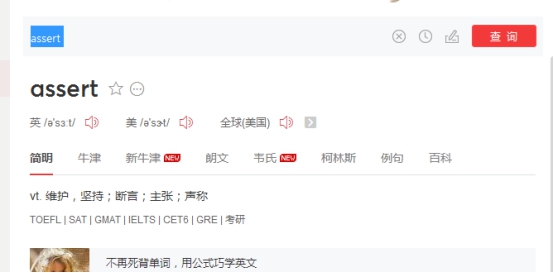 assert
查 询
assert
英 /ə'sɜːt/ 美 /ə'sɝt/ 全球(美国)
简明 牛津 新牛津 NEW 朗文 韦氏 NEW 柯林斯 例句 百科
vt. 维护，坚持；断言；主张；声称
TOEFL | SAT | GMAT | IELTS | CET6 | GRE | 考研
不再死背单词，用公式巧学英文